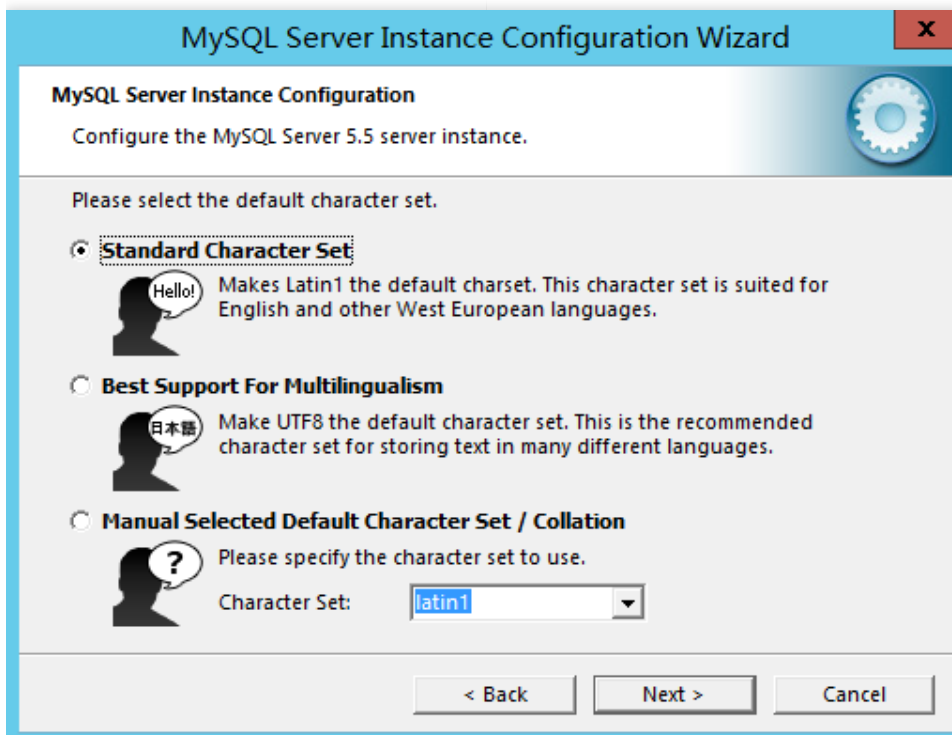 MySQL Server Instance Configuration Wizard
x
MySQL Server Instance Configuration
Configure the MySQL Server 5.5 server instance.
Please select the default character set.
Standard Character Set
Hello!
Makes Latin1 the default charset. This character set is suited for
English and other West European languages.
Best Support For Multilingualism
日本語
Make UTF8 the default character set. This is the recommended
character set for storing text in many different languages.
Manual Selected Default Character Set / Collation
?
Please specify the character set to use.
Character Set: latin1
< Back Next > Cancel